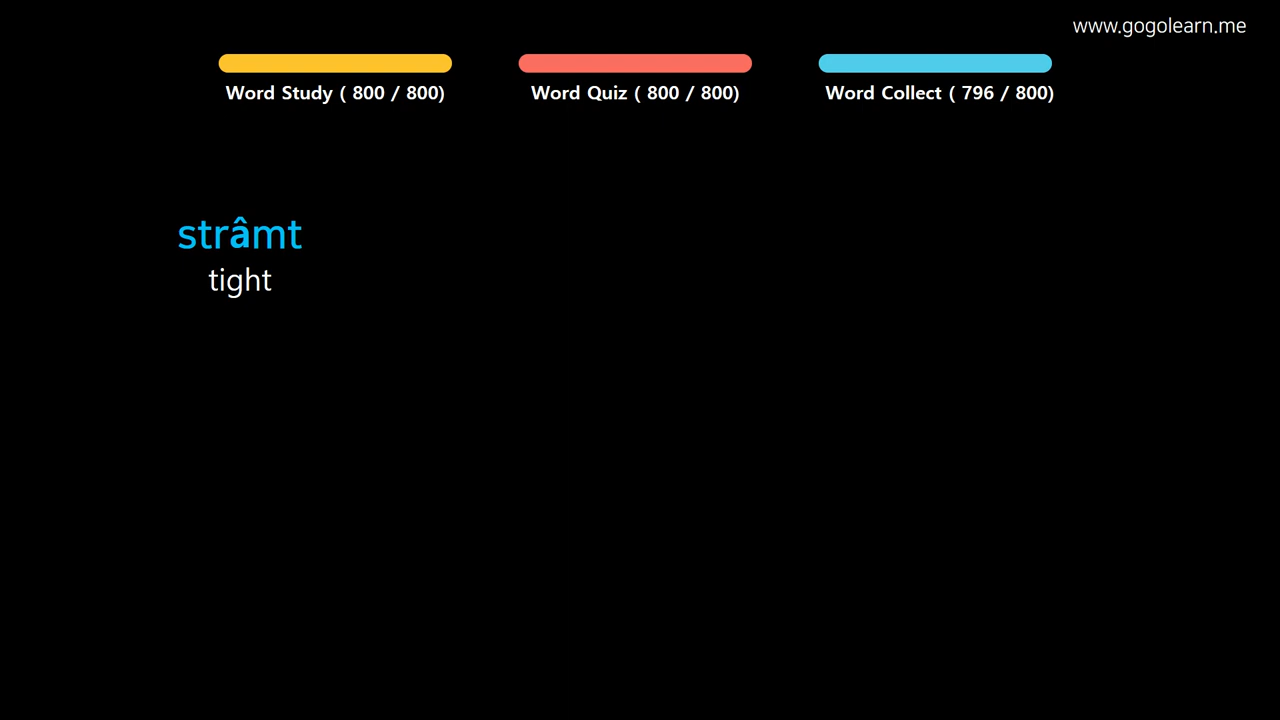 www.gogolearn.me
Word Study ( 800 / 800)
Word Quiz ( 800 / 800)
Word Collect ( 796 / 800)
strâmt
tight